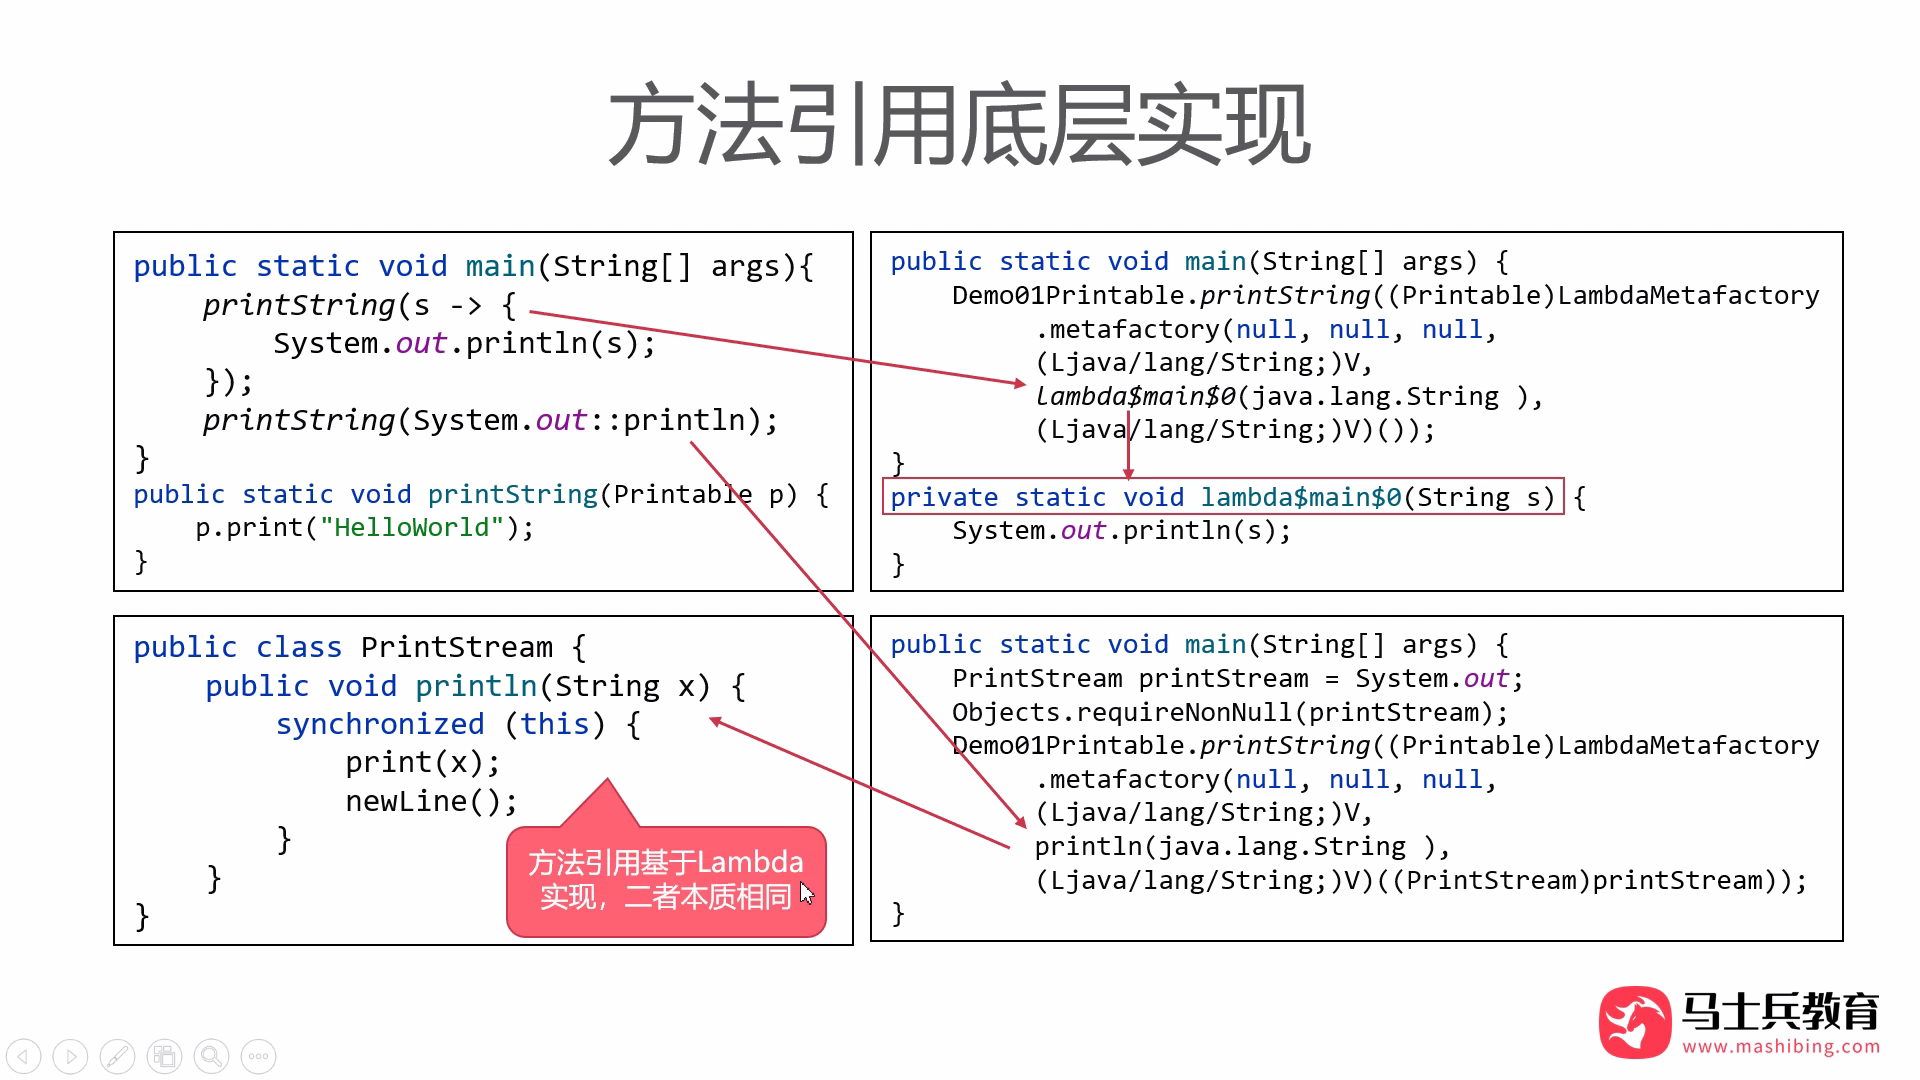 方法引用底层实现
public static void main(String[] args){
    printString(s -> {
        System.out.println(s);
    });
    printString(System.out::println);
}
public static void printString(Printable p) {
    p.print("HelloWorld");
}
public static void main(String[] args) {
    Demo01Printable.printString((Printable)LambdaMetafactory
        .metafactory(null, null, null,
        (Ljava/lang/String;)V,
        lambda$main$0(java.lang.String ),
        (Ljava/lang/String;)V)());
}
private static void lambda$main$0(String s) {
    System.out.println(s);
}
public class PrintStream {
    public void println(String x) {
        synchronized (this) {
            print(x);
            newLine();
        }
    }
}
方法引用基于Lambda
实现，二者本质相同
public static void main(String[] args) {
    PrintStream printStream = System.out;
    Objects.requireNonNull(printStream);
    Demo01Printable.printString((Printable)LambdaMetafactory
        .metafactory(null, null, null,
        (Ljava/lang/String;)V,
        println(java.lang.String ),
        (Ljava/lang/String;)V)((PrintStream)printStream));
}
马士兵教育
www.mashibing.com